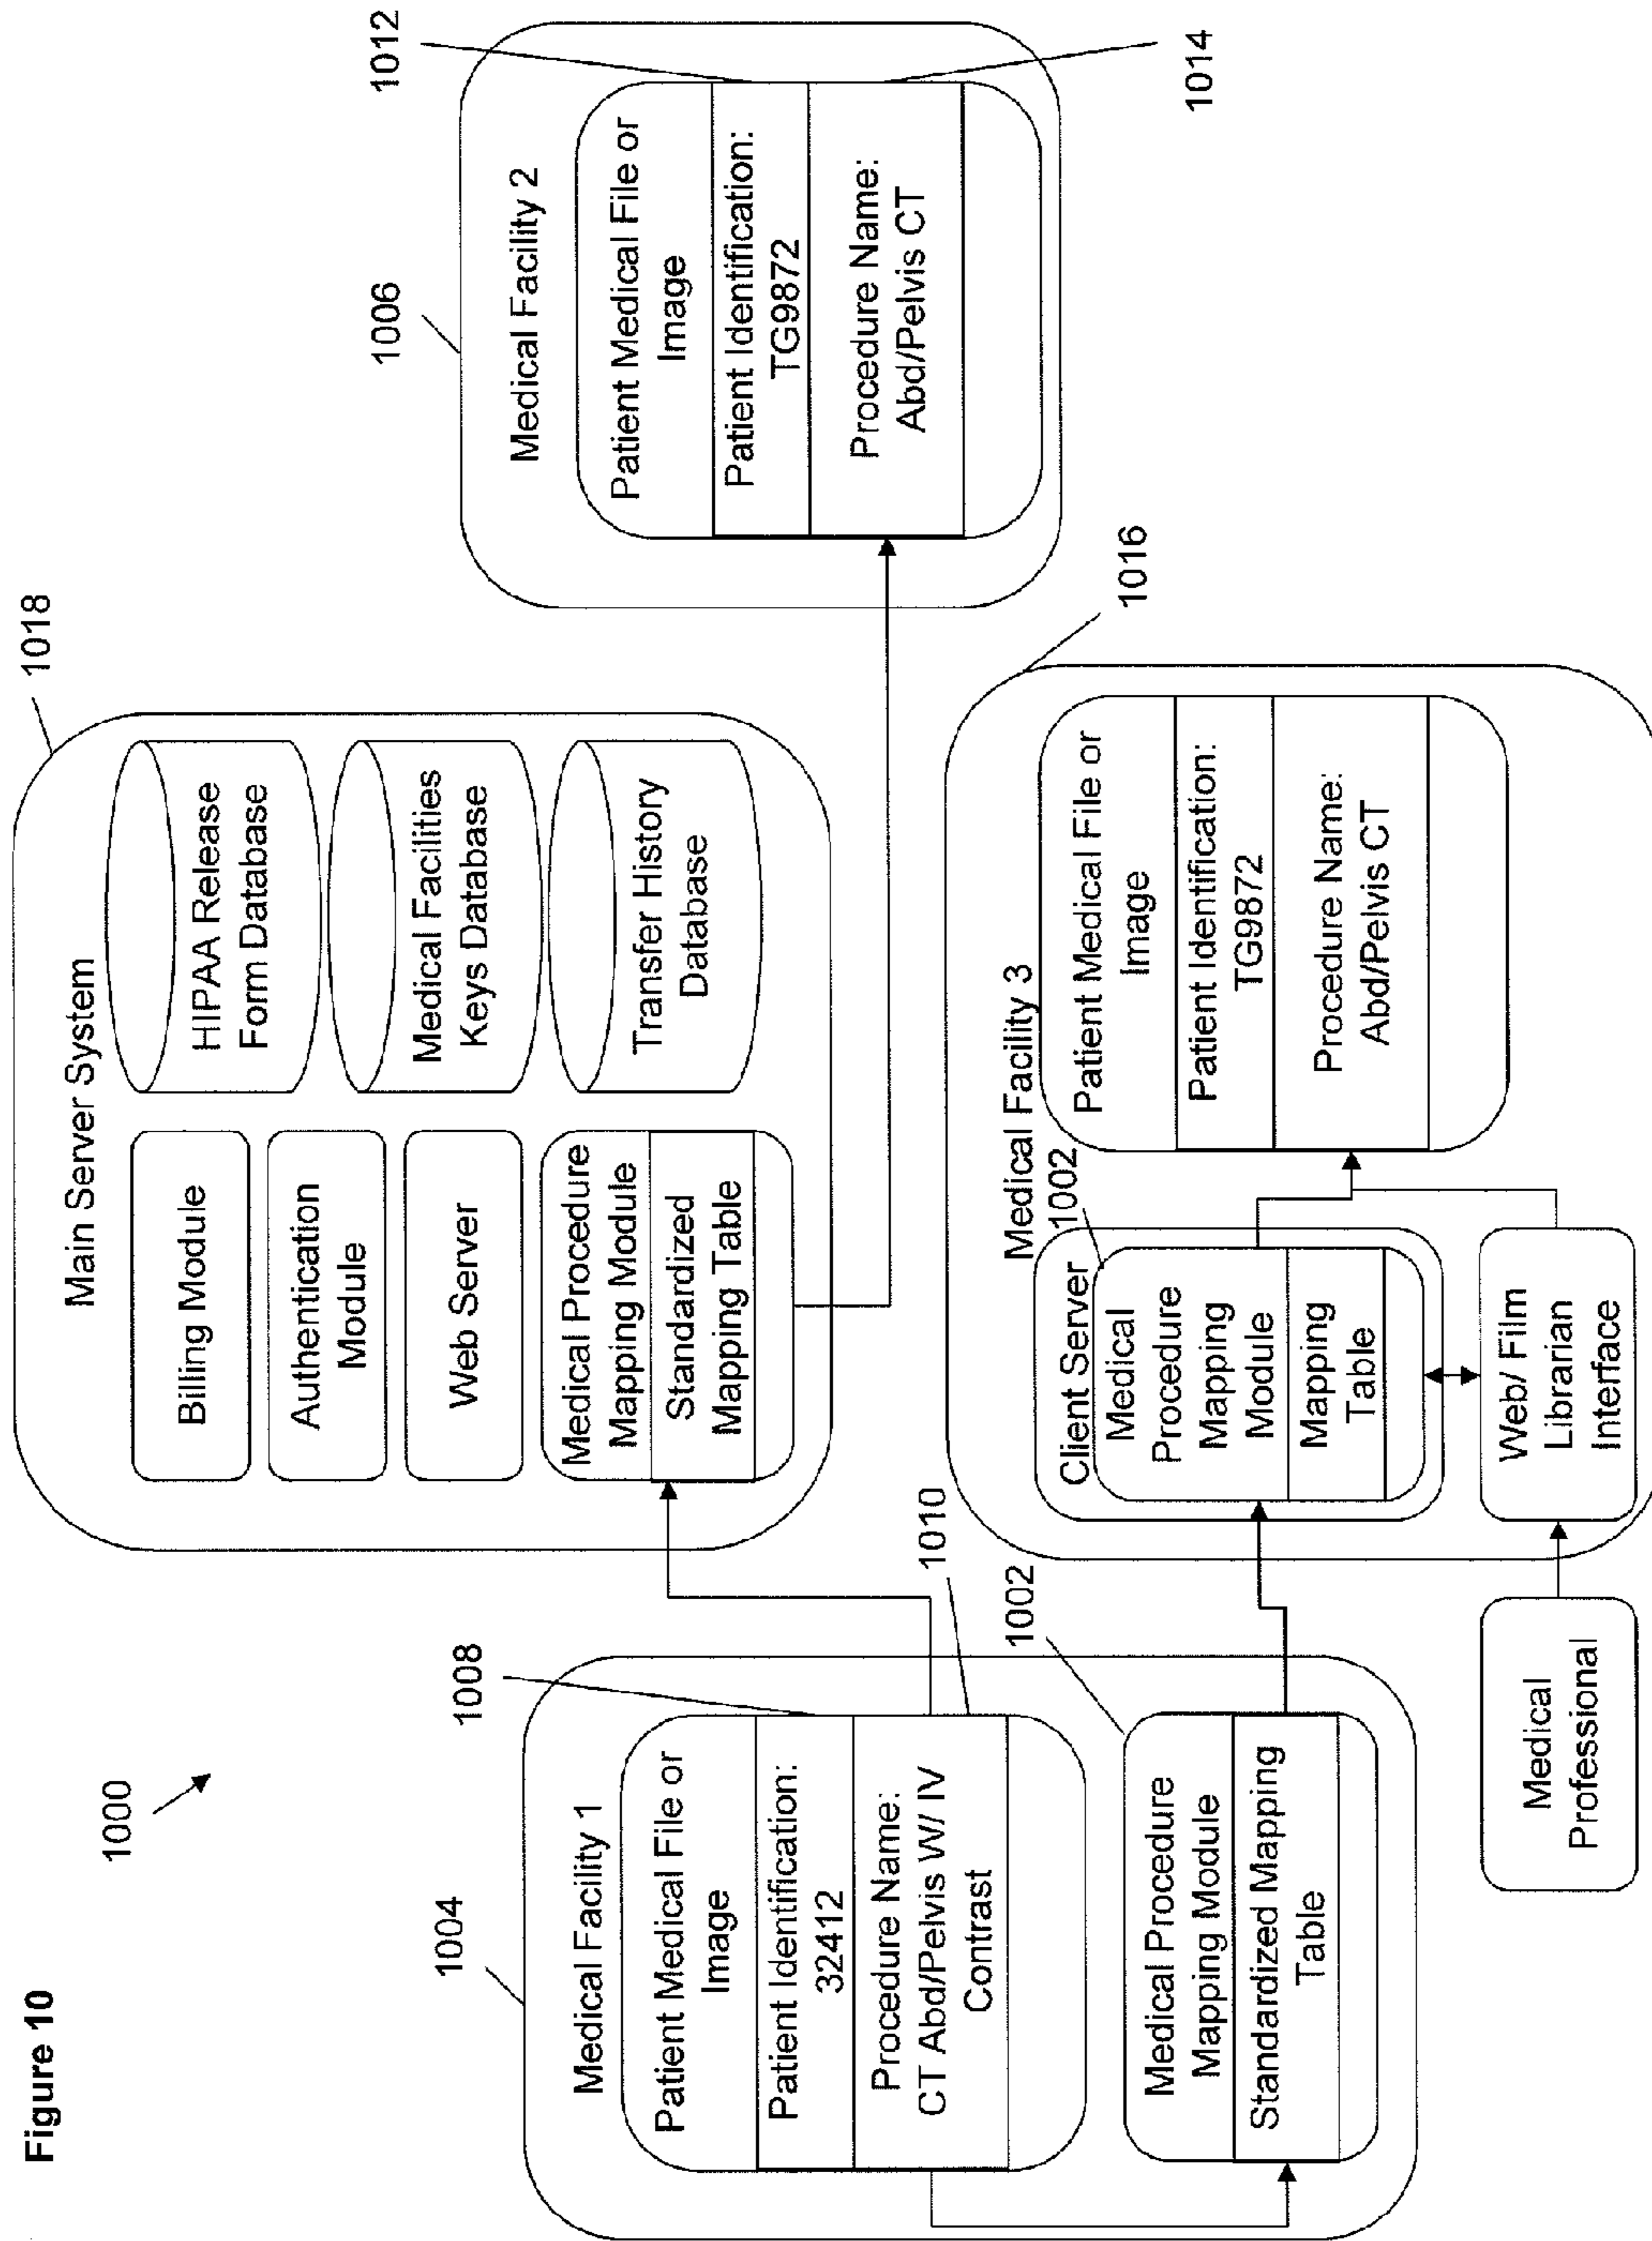 Figure 10
1000
1004
Medical Facility 1
Patient Medical File or
Image
Patient Identification:
32412
Procedure Name:
CT Abd/Pelvis W/ IV
Contrast
1008
1010
Medical Procedure
Mapping Module
Standardized Mapping
Table
1002
Main Server System
1018
Billing Module
Authentication
Module
Web Server
Medical Procedure
Mapping Module
Standardized
Mapping Table
HIPAA Release
Form Database
Medical Facilities
Keys Database
Transfer History
Database
1006
Medical Facility 2
Patient Medical File or
Image
Patient Identification:
TG9872
Procedure Name:
Abd/Pelvis CT
1012
1014
Medical Facility 3
1016
Client Server
1002
Medical
Procedure
Mapping
Module
Mapping
Table
Web/ Film
Librarian
Interface
Patient Medical File or
Image
Patient Identification:
TG9872
Procedure Name:
Abd/Pelvis CT
Medical
Professional